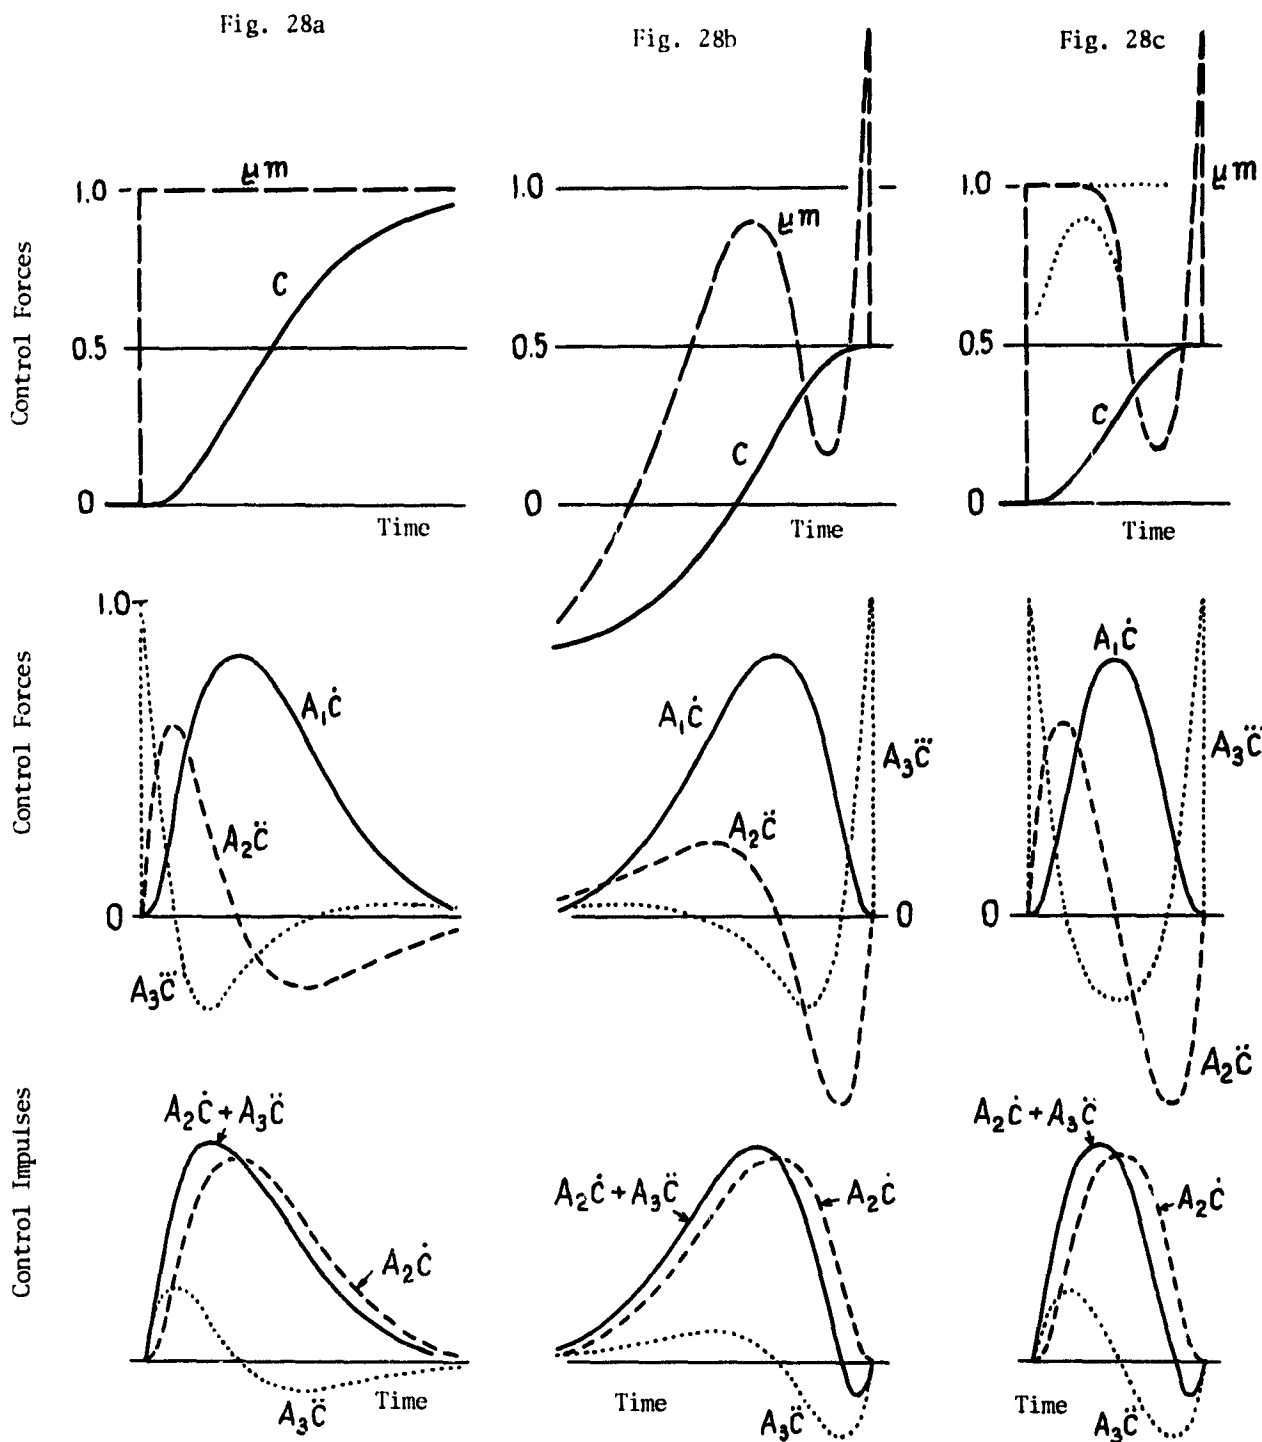 Fig. 28a
Fig. 28b
Fig. 28c
Control Forces
1.0
μm
C
0.5
0
Time
1.0
μm
0.5
C
0
Time
1.0
μm
0.5
C
0
Time
Control Forces
1.0
A₁Ċ
A₂C̈
0
A₃C⃛
A₁Ċ
A₃C⃛
A₂C̈
0
A₁Ċ
A₃C⃛
0
A₂C̈
Control Impulses
A₂Ċ + A₃C̈
A₂Ċ
A₃C̈
Time
A₂Ċ + A₃C̈
A₂Ċ
Time
A₃C̈
A₂Ċ + A₃C̈
A₂Ċ
Time
A₃C̈